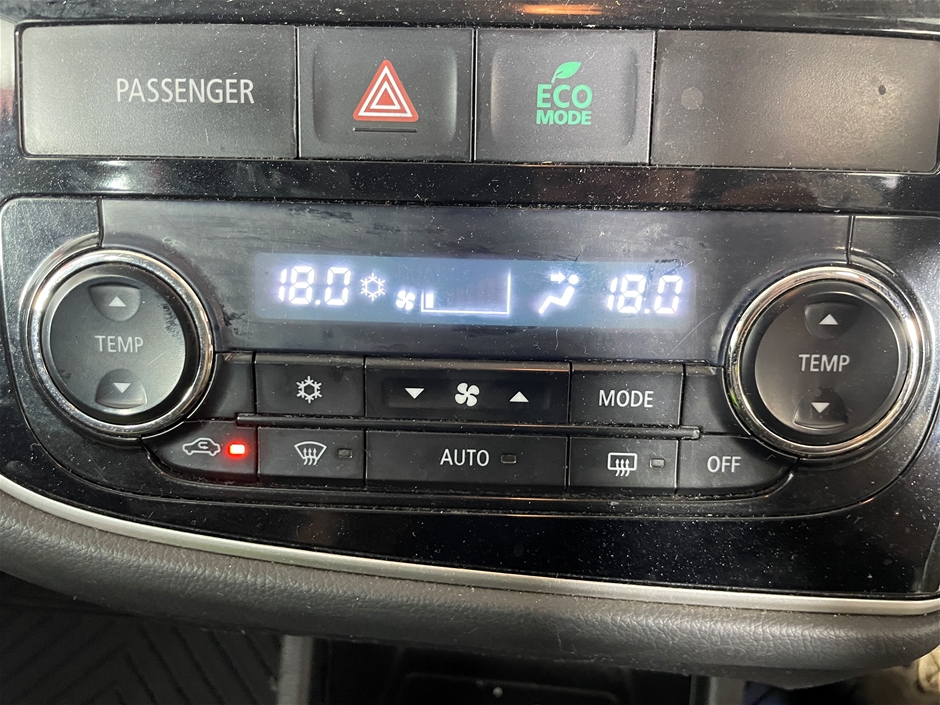 PASSENGER
ECO
MODE
18.0 18.0
TEMP
TEMP
MODE
AUTO
OFF